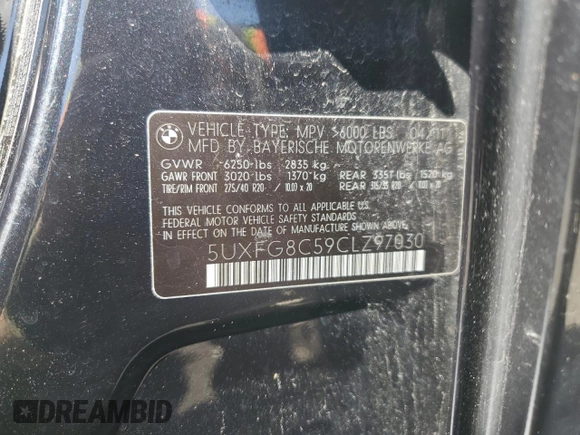 BMW
VEHICLE TYPE: MPV >6000 LBS. 04/11
MFD BY BAYERISCHE MOTORENWERKE AG
GVWR 6250 lbs 2835 kg
GAWR FRONT 3020 lbs 1370 kg REAR 3351 lbs 1520 kg
TIRE/RIM FRONT 275/40 R20 / 10.0J x 20 REAR 315/35 R20 / x 20
THIS VEHICLE CONFORMS TO ALL APPLICABLE U.S.
FEDERAL MOTOR VEHICLE SAFETY STANDARDS
IN EFFECT ON THE DATE OF MANUFACTURE SHOWN ABOVE.
5UXFG8C59CLZ97030
DREAMBID